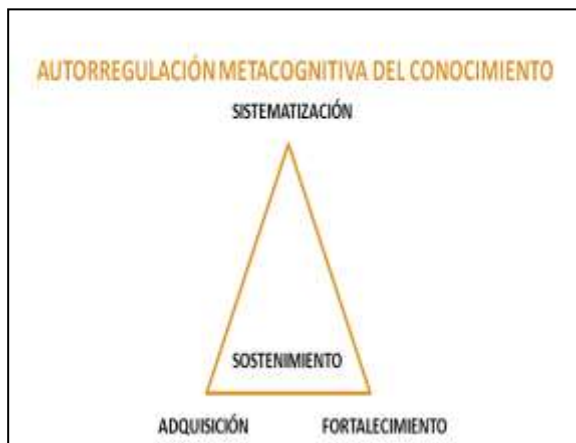 AUTORREGULACIÓN METACOGNITIVA DEL CONOCIMIENTO
SISTEMATIZACIÓN
SOSTENIMIENTO
ADQUISICIÓN FORTALECIMIENTO